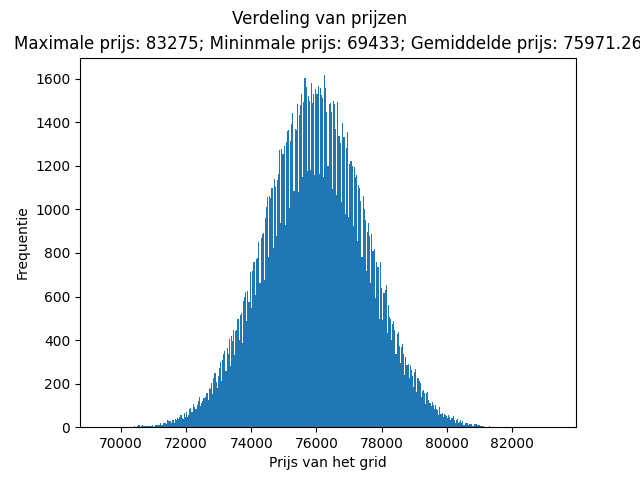 Verdeling van prijzen
Maximale prijs: 83275; Mininmale prijs: 69433; Gemiddelde prijs: 75971.26
1600
1400
1200
1000
800
600
400
200
0
Frequentie
70000 72000 74000 76000 78000 80000 82000
Prijs van het grid